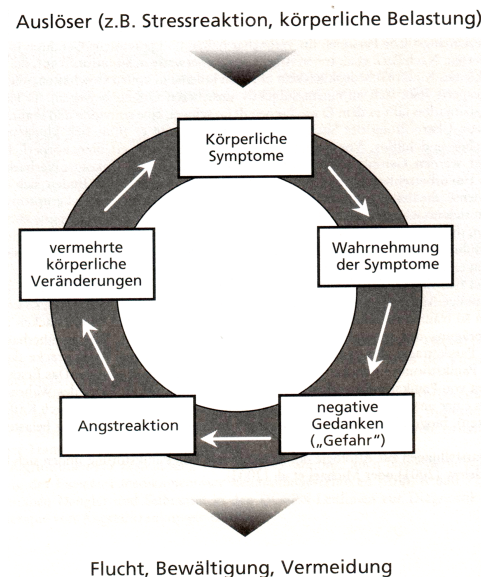 Auslöser (z.B. Stressreaktion, körperliche Belastung)
Körperliche
Symptome
Wahrnehmung
der Symptome
negative
Gedanken
(„Gefahr“)
Angstreaktion
vermehrte
körperliche
Veränderungen
Flucht, Bewältigung, Vermeidung